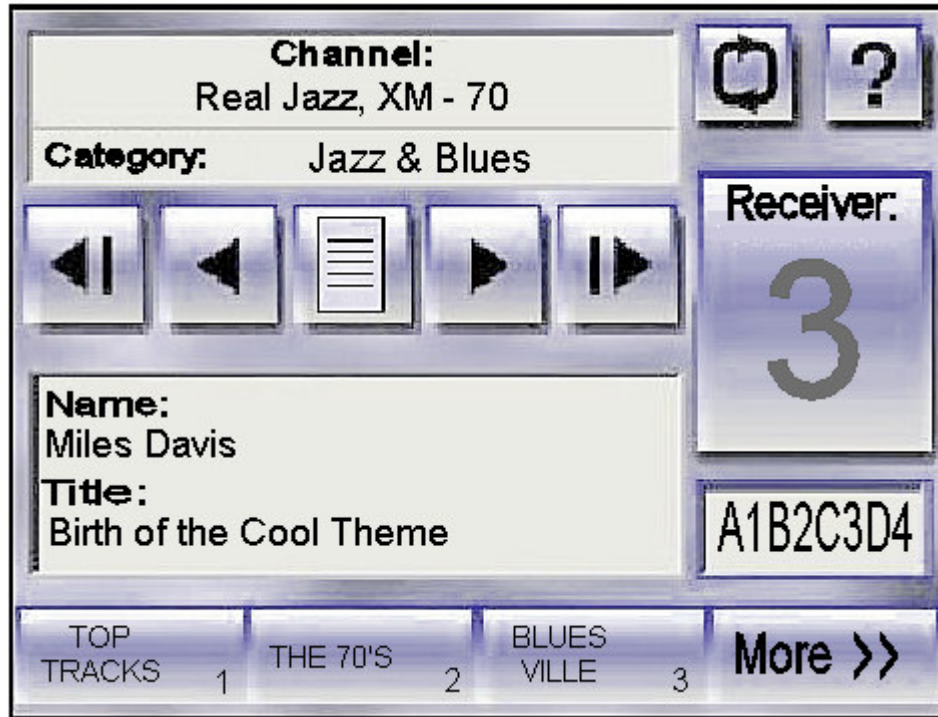 Channel:
Real Jazz, XM - 70
Category: Jazz & Blues
?
Receiver:
3
Name:
Miles Davis
Title:
Birth of the Cool Theme
A1B2C3D4
TOP
TRACKS 1
THE 70'S 2
BLUES
VILLE 3
More >>